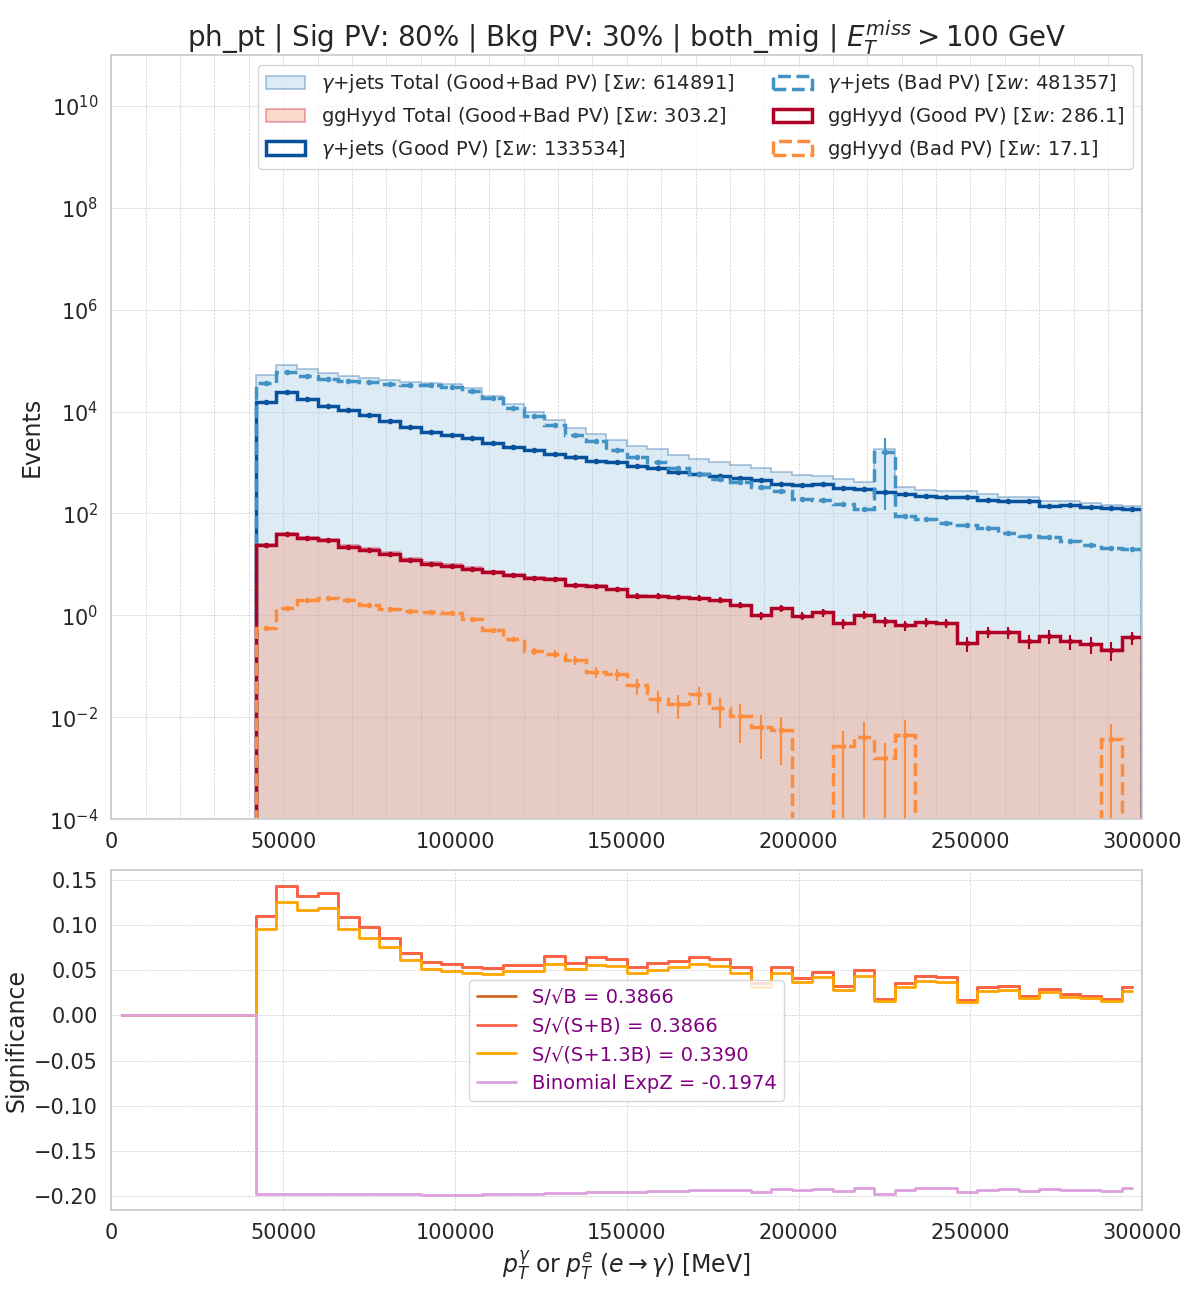 ph_pt | Sig PV: 80% | Bkg PV: 30% | both_mig | $E_T^{miss} > 100$ GeV
γ+jets Total (Good+Bad PV) [Σw: 614891]
ggHyyd Total (Good+Bad PV) [Σw: 303.2]
γ+jets (Good PV) [Σw: 133534]
γ+jets (Bad PV) [Σw: 481357]
ggHyyd (Good PV) [Σw: 286.1]
ggHyyd (Bad PV) [Σw: 17.1]
Events
10^{10}
10^8
10^6
10^4
10^2
10^0
10^{−2}
10^{−4}
0 50000 100000 150000 200000 250000 300000
Significance
0.15
0.10
0.05
0.00
−0.05
−0.10
−0.15
−0.20
S/√B = 0.3866
S/√(S+B) = 0.3866
S/√(S+1.3B) = 0.3390
Binomial ExpZ = -0.1974
0 50000 100000 150000 200000 250000 300000
$p_T^γ$ or $p_T^e$ (e→γ) [MeV]